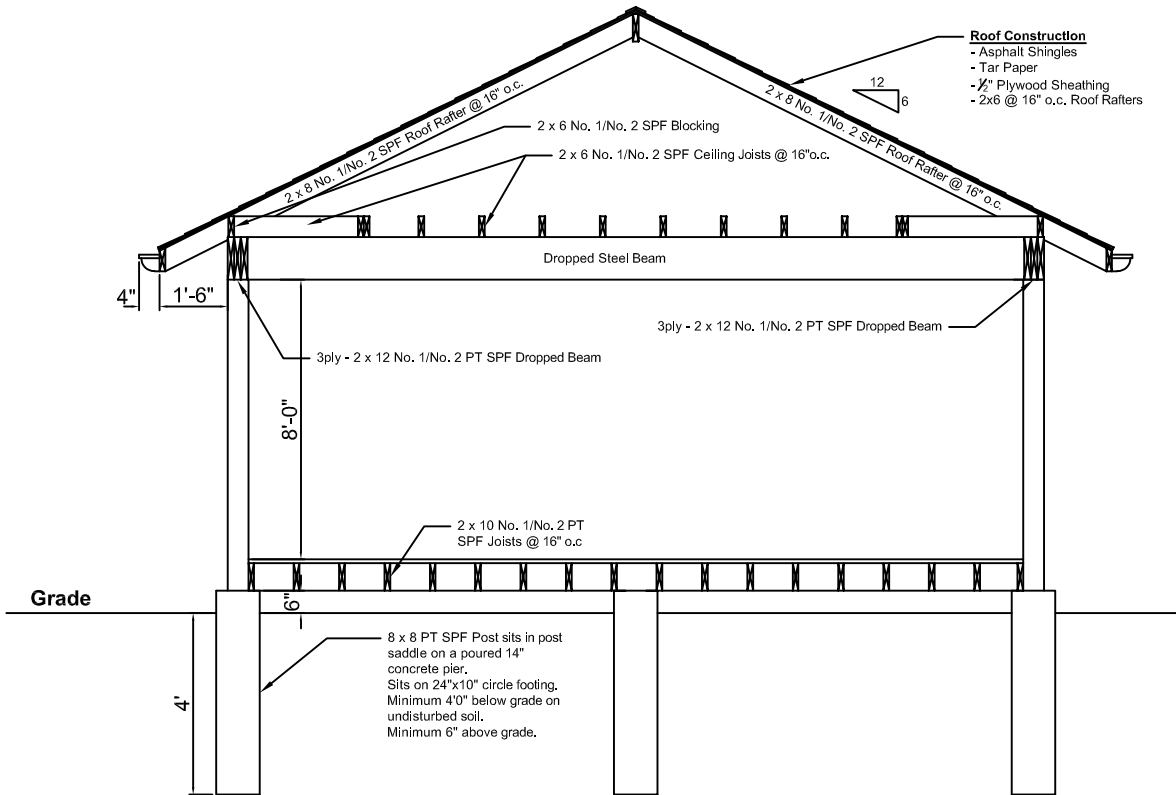 Roof Construction
- Asphalt Shingles
- Tar Paper
- ½" Plywood Sheathing
- 2x6 @ 16" o.c. Roof Rafters
12
6
2 x 8 No. 1/No. 2 SPF Roof Rafter @ 16" o.c.
2 x 8 No. 1/No. 2 SPF Roof Rafter @ 16" o.c.
2 x 6 No. 1/No. 2 SPF Blocking
2 x 6 No. 1/No. 2 SPF Ceiling Joists @ 16"o.c.
Dropped Steel Beam
4"
1'-6"
3ply - 2 x 12 No. 1/No. 2 PT SPF Dropped Beam
3ply - 2 x 12 No. 1/No. 2 PT SPF Dropped Beam
8'-0"
2 x 10 No. 1/No. 2 PT
SPF Joists @ 16" o.c
Grade
6"
8 x 8 PT SPF Post sits in post
saddle on a poured 14"
concrete pier.
Sits on 24"x10" circle footing.
Minimum 4'0" below grade on
undisturbed soil.
Minimum 6" above grade.
4'